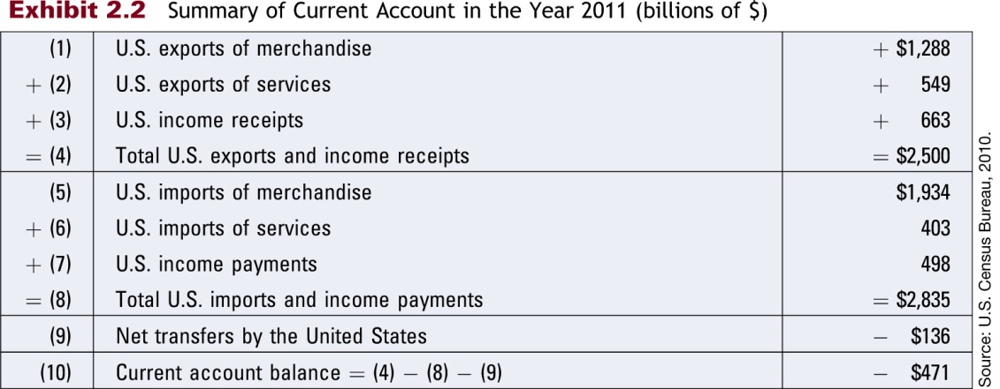 Exhibit 2.2 Summary of Current Account in the Year 2011 (billions of $)
(1) U.S. exports of merchandise + $1,288
+ (2) U.S. exports of services + 549
+ (3) U.S. income receipts + 663
= (4) Total U.S. exports and income receipts = $2,500
(5) U.S. imports of merchandise $1,934
+ (6) U.S. imports of services 403
+ (7) U.S. income payments 498
= (8) Total U.S. imports and income payments = $2,835
(9) Net transfers by the United States − $136
(10) Current account balance = (4) − (8) − (9) − $471
Source: U.S. Census Bureau, 2010.